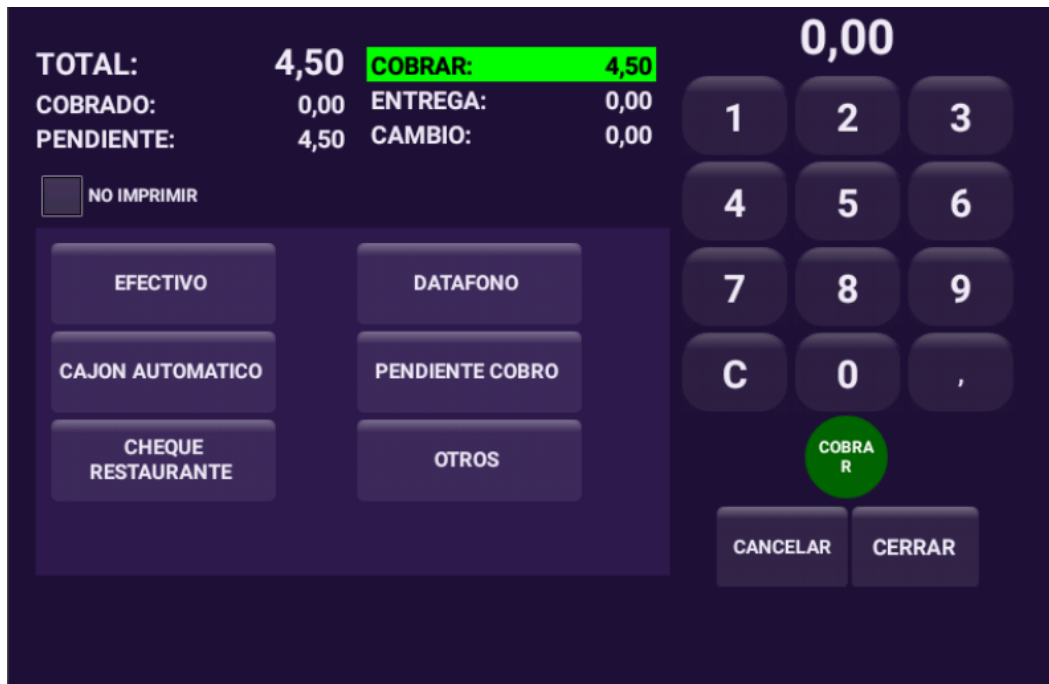 0,00
TOTAL: 4,50 COBRAR: 4,50
COBRADO: 0,00 ENTREGA: 0,00
PENDIENTE: 4,50 CAMBIO: 0,00
NO IMPRIMIR
1 2 3
4 5 6
7 8 9
C 0 ,
EFECTIVO DATAFONO
CAJON AUTOMATICO PENDIENTE COBRO
CHEQUE
RESTAURANTE
OTROS
COBRA
R
CANCELAR CERRAR